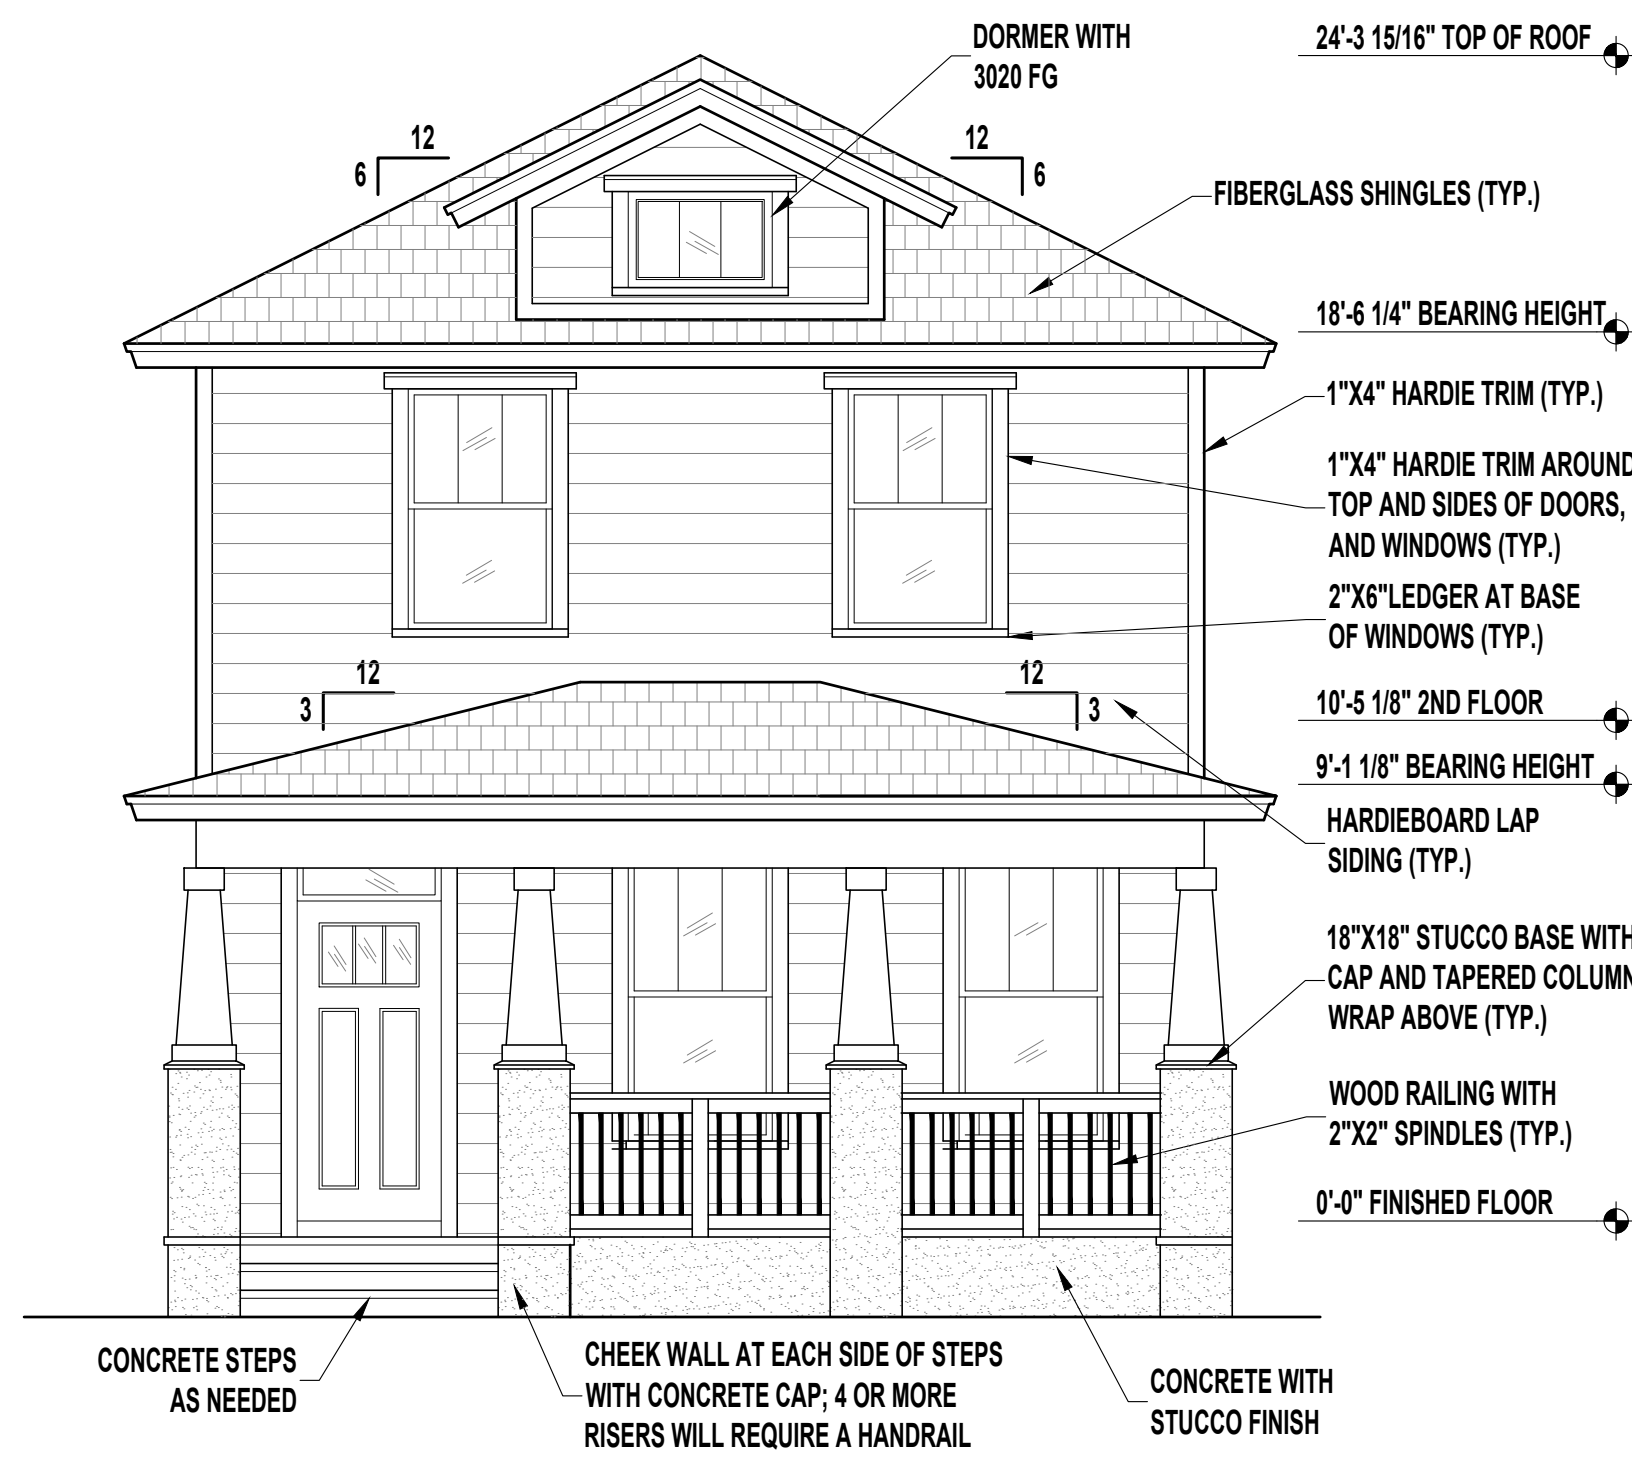 DORMER WITH
3020 FG
24'-3 15/16" TOP OF ROOF
12
6
12
6
FIBERGLASS SHINGLES (TYP.)
18'-6 1/4" BEARING HEIGHT
1"X4" HARDIE TRIM (TYP.)
1"X4" HARDIE TRIM AROUND
TOP AND SIDES OF DOORS,
AND WINDOWS (TYP.)
2"X6"LEDGER AT BASE
OF WINDOWS (TYP.)
12
3
12
3
10'-5 1/8" 2ND FLOOR
9'-1 1/8" BEARING HEIGHT
HARDIEBOARD LAP
SIDING (TYP.)
18"X18" STUCCO BASE WITH
CAP AND TAPERED COLUMN
WRAP ABOVE (TYP.)
WOOD RAILING WITH
2"X2" SPINDLES (TYP.)
0'-0" FINISHED FLOOR
CONCRETE STEPS
AS NEEDED
CHEEK WALL AT EACH SIDE OF STEPS
WITH CONCRETE CAP; 4 OR MORE
RISERS WILL REQUIRE A HANDRAIL
CONCRETE WITH
STUCCO FINISH